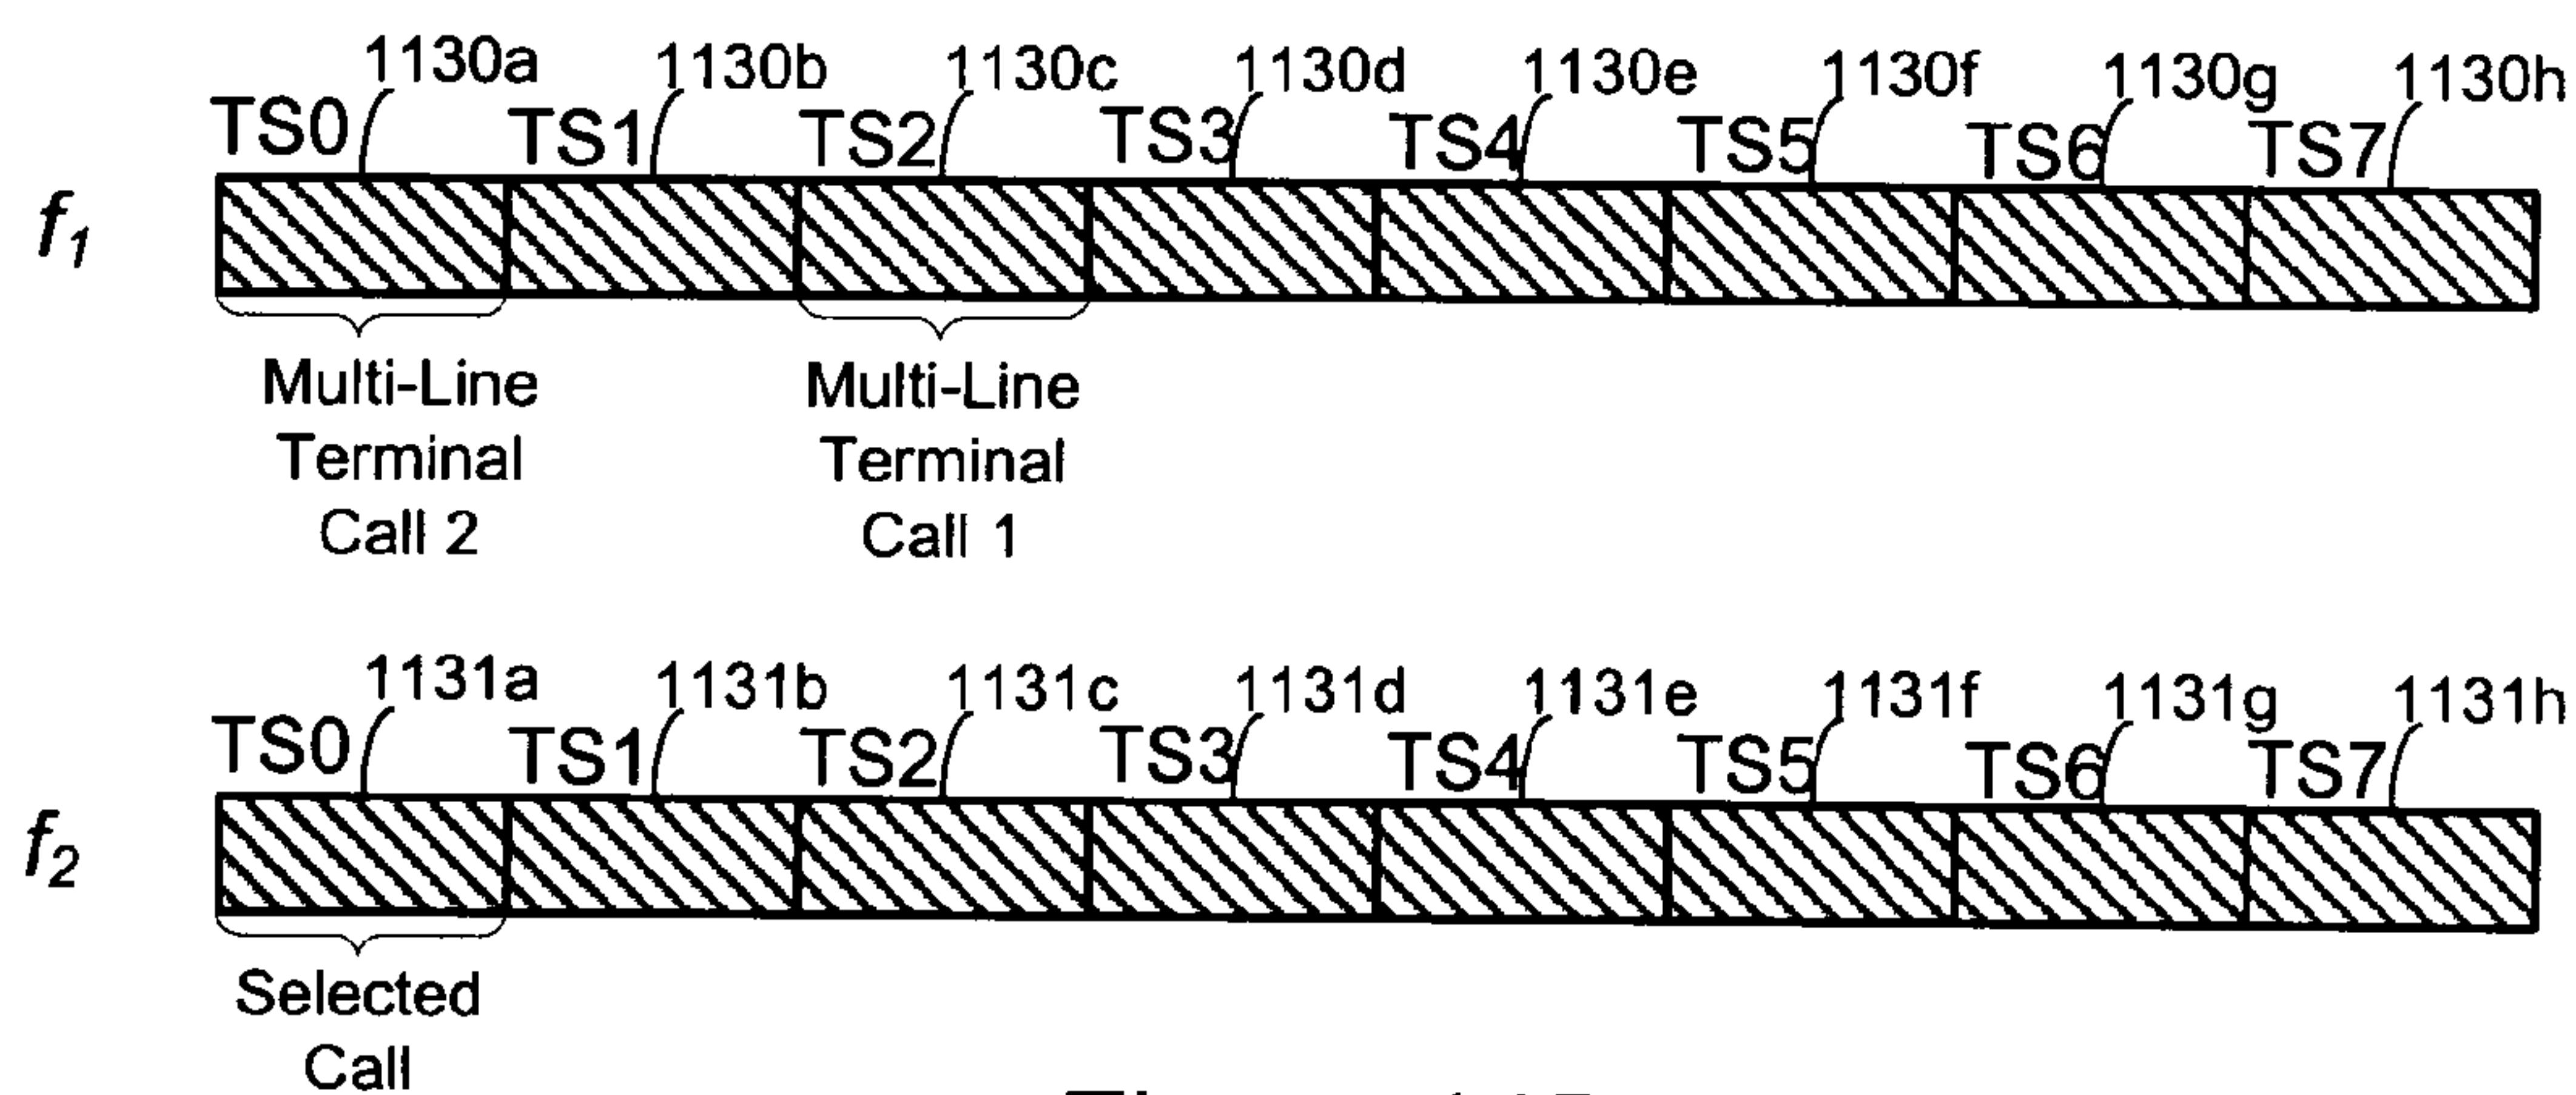 1130a 1130b 1130c 1130d 1130e 1130f 1130g 1130h
TS0 TS1 TS2 TS3 TS4 TS5 TS6 TS7
f1
Multi-Line
Terminal
Call 2
Multi-Line
Terminal
Call 1
1131a 1131b 1131c 1131d 1131e 1131f 1131g 1131h
TS0 TS1 TS2 TS3 TS4 TS5 TS6 TS7
f2
Selected
Call